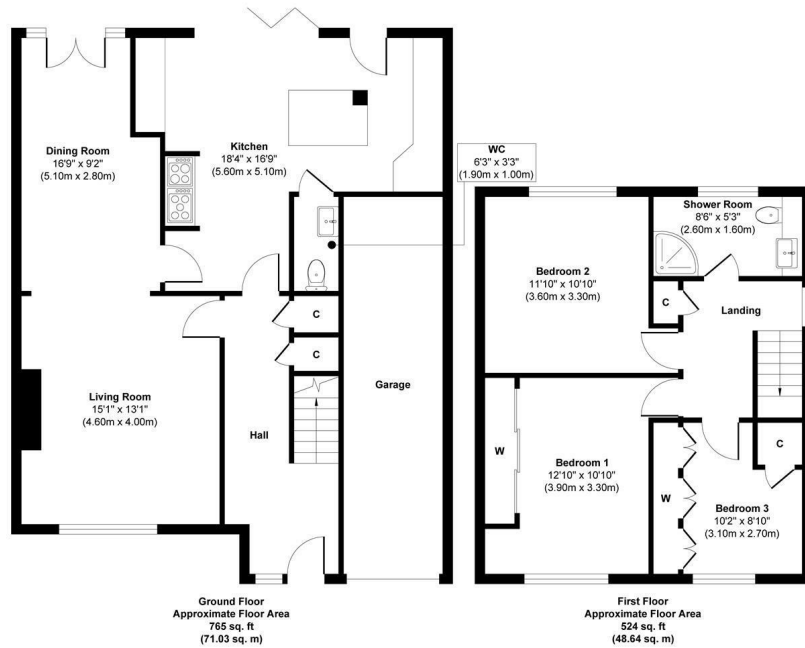 Dining Room
16'9" x 9'2"
(5.10m x 2.80m)
Kitchen
18'4" x 16'9"
(5.60m x 5.10m)
WC
6'3" x 3'3"
(1.90m x 1.00m)
C
C
Living Room
15'1" x 13'1"
(4.60m x 4.00m)
Hall
Garage
Ground Floor
Approximate Floor Area
765 sq. ft
(71.03 sq. m)
Shower Room
8'6" x 5'3"
(2.60m x 1.60m)
Bedroom 2
11'10" x 10'10"
(3.60m x 3.30m)
C
Landing
W
Bedroom 1
12'10" x 10'10"
(3.90m x 3.30m)
W
C
Bedroom 3
10'2" x 8'10"
(3.10m x 2.70m)
First Floor
Approximate Floor Area
524 sq. ft
(48.64 sq. m)